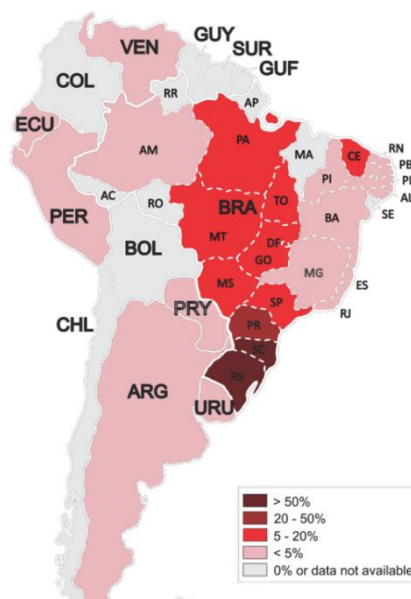 GUY
VEN
SUR
COL
GUF
RR
AP
ECU
AM
PA
MA
CE
RN
PB
PI
AL
AC
RO
TO
BA
SE
PER
BRA
MT
DF
GO
BOL
MG
ES
MS
SP
RJ
PRY
PR
CHL
SC
RS
ARG
URU
> 50%
20 - 50%
5 - 20%
< 5%
0% or data not available